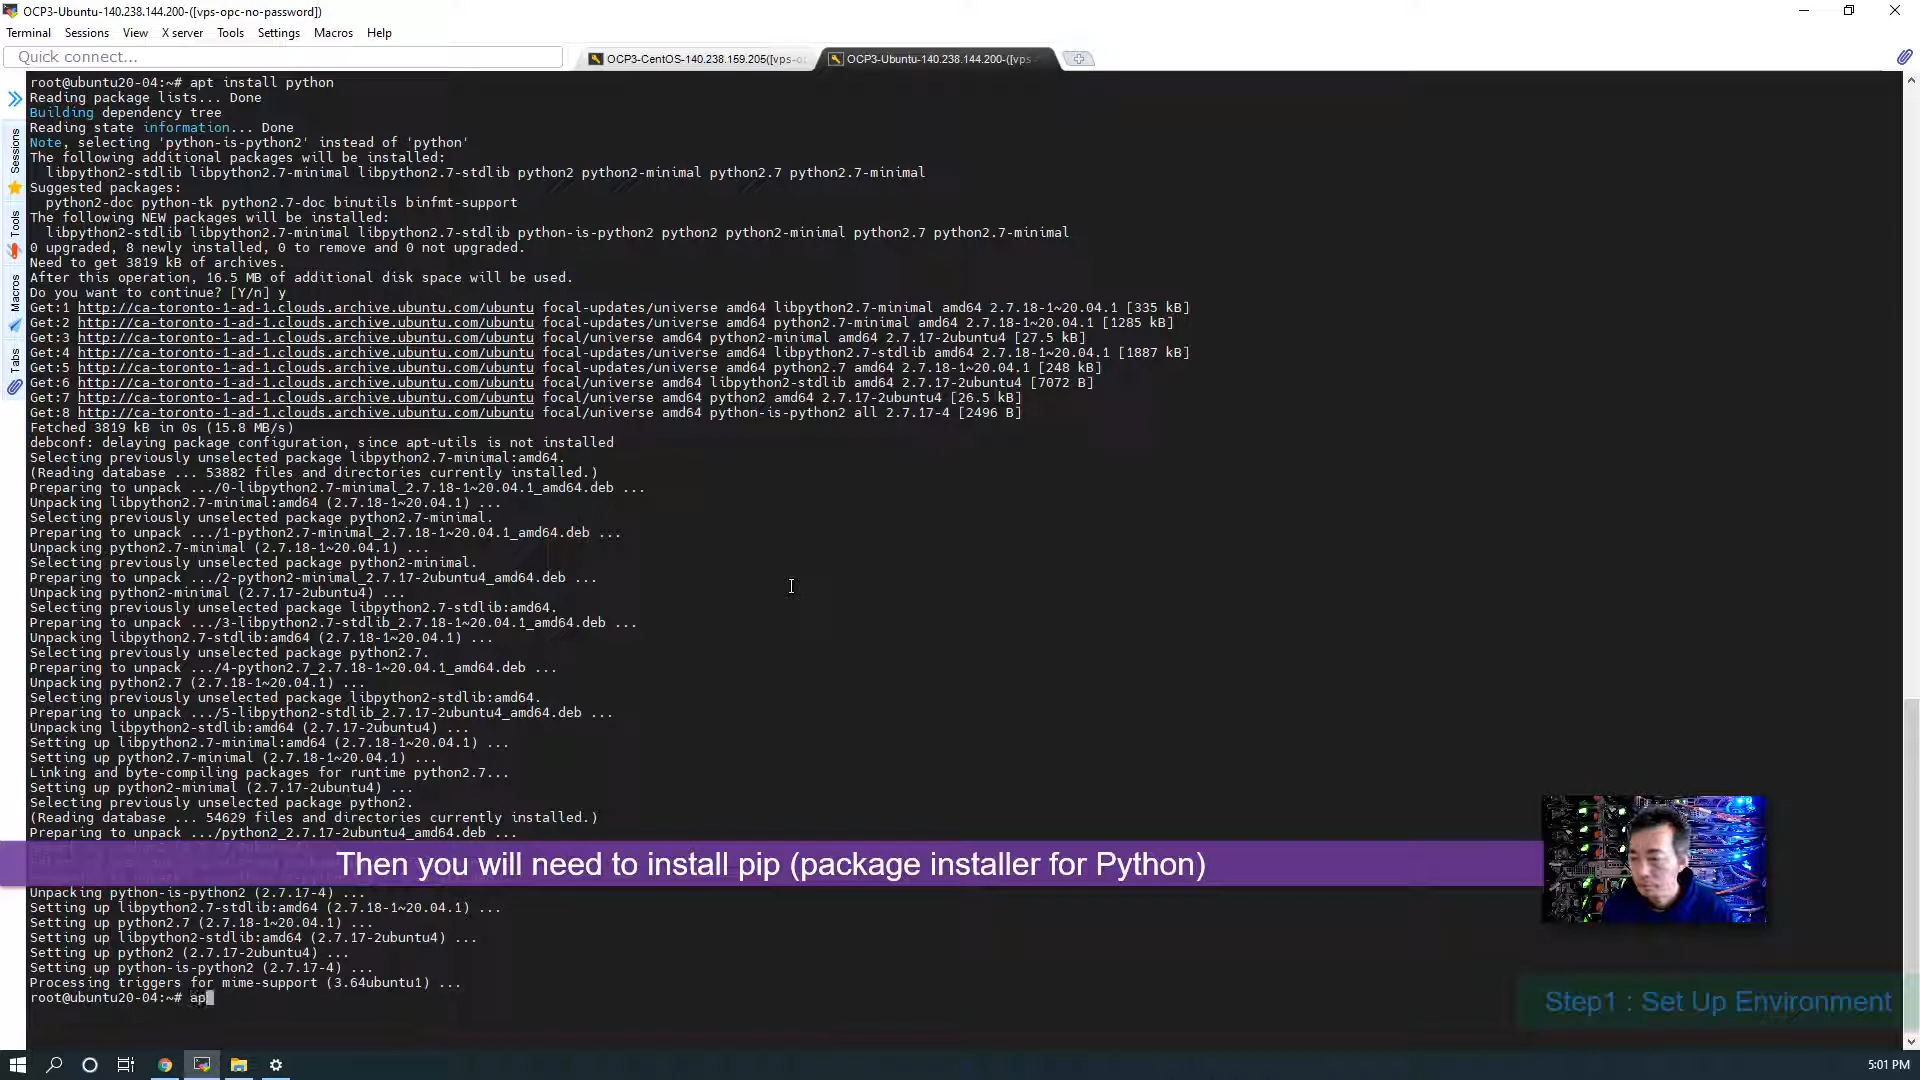 OCP3-Ubuntu-140.238.144.200-([vps-opc-no-password])
Terminal Sessions View X server Tools Settings Macros Help
Quick connect...
OCP3-CentOS-140.238.159.205([vps-o
OCP3-Ubuntu-140.238.144.200-([vps-
Sessions
Tools
Macros
Tabs
root@ubuntu20-04:~# apt install python
Reading package lists... Done
Building dependency tree
Reading state information... Done
Note, selecting 'python-is-python2' instead of 'python'
The following additional packages will be installed:
libpython2-stdlib libpython2.7-minimal libpython2.7-stdlib python2 python2-minimal python2.7 python2.7-minimal
Suggested packages:
python2-doc python-tk python2.7-doc binutils binfmt-support
The following NEW packages will be installed:
libpython2-stdlib libpython2.7-minimal libpython2.7-stdlib python-is-python2 python2 python2-minimal python2.7 python2.7-minimal
0 upgraded, 8 newly installed, 0 to remove and 0 not upgraded.
Need to get 3819 kB of archives.
After this operation, 16.5 MB of additional disk space will be used.
Do you want to continue? [Y/n] y
Get:1 http://ca-toronto-1-ad-1.clouds.archive.ubuntu.com/ubuntu focal-updates/universe amd64 libpython2.7-minimal amd64 2.7.18-1~20.04.1 [335 kB]
Get:2 http://ca-toronto-1-ad-1.clouds.archive.ubuntu.com/ubuntu focal-updates/universe amd64 python2.7-minimal amd64 2.7.18-1~20.04.1 [1285 kB]
Get:3 http://ca-toronto-1-ad-1.clouds.archive.ubuntu.com/ubuntu focal/universe amd64 python2-minimal amd64 2.7.17-2ubuntu4 [27.5 kB]
Get:4 http://ca-toronto-1-ad-1.clouds.archive.ubuntu.com/ubuntu focal-updates/universe amd64 libpython2.7-stdlib amd64 2.7.18-1~20.04.1 [1887 kB]
Get:5 http://ca-toronto-1-ad-1.clouds.archive.ubuntu.com/ubuntu focal-updates/universe amd64 python2.7 amd64 2.7.18-1~20.04.1 [248 kB]
Get:6 http://ca-toronto-1-ad-1.clouds.archive.ubuntu.com/ubuntu focal/universe amd64 libpython2-stdlib amd64 2.7.17-2ubuntu4 [7072 B]
Get:7 http://ca-toronto-1-ad-1.clouds.archive.ubuntu.com/ubuntu focal/universe amd64 python2 amd64 2.7.17-2ubuntu4 [26.5 kB]
Get:8 http://ca-toronto-1-ad-1.clouds.archive.ubuntu.com/ubuntu focal/universe amd64 python-is-python2 all 2.7.17-4 [2496 B]
Fetched 3819 kB in 0s (15.8 MB/s)
debconf: delaying package configuration, since apt-utils is not installed
Selecting previously unselected package libpython2.7-minimal:amd64.
(Reading database ... 53882 files and directories currently installed.)
Preparing to unpack .../0-libpython2.7-minimal_2.7.18-1~20.04.1_amd64.deb ...
Unpacking libpython2.7-minimal:amd64 (2.7.18-1~20.04.1) ...
Selecting previously unselected package python2.7-minimal.
Preparing to unpack .../1-python2.7-minimal_2.7.18-1~20.04.1_amd64.deb ...
Unpacking python2.7-minimal (2.7.18-1~20.04.1) ...
Selecting previously unselected package python2-minimal.
Preparing to unpack .../2-python2-minimal_2.7.17-2ubuntu4_amd64.deb ...
Unpacking python2-minimal (2.7.17-2ubuntu4) ...
Selecting previously unselected package libpython2.7-stdlib:amd64.
Preparing to unpack .../3-libpython2.7-stdlib_2.7.18-1~20.04.1_amd64.deb ...
Unpacking libpython2.7-stdlib:amd64 (2.7.18-1~20.04.1) ...
Selecting previously unselected package python2.7.
Preparing to unpack .../4-python2.7_2.7.18-1~20.04.1_amd64.deb ...
Unpacking python2.7 (2.7.18-1~20.04.1) ...
Selecting previously unselected package libpython2-stdlib:amd64.
Preparing to unpack .../5-libpython2-stdlib_2.7.17-2ubuntu4_amd64.deb ...
Unpacking libpython2-stdlib:amd64 (2.7.17-2ubuntu4) ...
Setting up libpython2.7-minimal:amd64 (2.7.18-1~20.04.1) ...
Setting up python2.7-minimal (2.7.18-1~20.04.1) ...
Linking and byte-compiling packages for runtime python2.7...
Setting up python2-minimal (2.7.17-2ubuntu4) ...
Selecting previously unselected package python2.
(Reading database ... 54629 files and directories currently installed.)
Preparing to unpack .../python2_2.7.17-2ubuntu4_amd64.deb ...
Then you will need to install pip (package installer for Python)
Unpacking python-is-python2 (2.7.17-4) ...
Setting up libpython2.7-stdlib:amd64 (2.7.18-1~20.04.1) ...
Setting up python2.7 (2.7.18-1~20.04.1) ...
Setting up libpython2-stdlib:amd64 (2.7.17-2ubuntu4) ...
Setting up python2 (2.7.17-2ubuntu4) ...
Setting up python-is-python2 (2.7.17-4) ...
Processing triggers for mime-support (3.64ubuntu1) ...
root@ubuntu20-04:~# ap
Step1 : Set Up Environment
5:01 PM